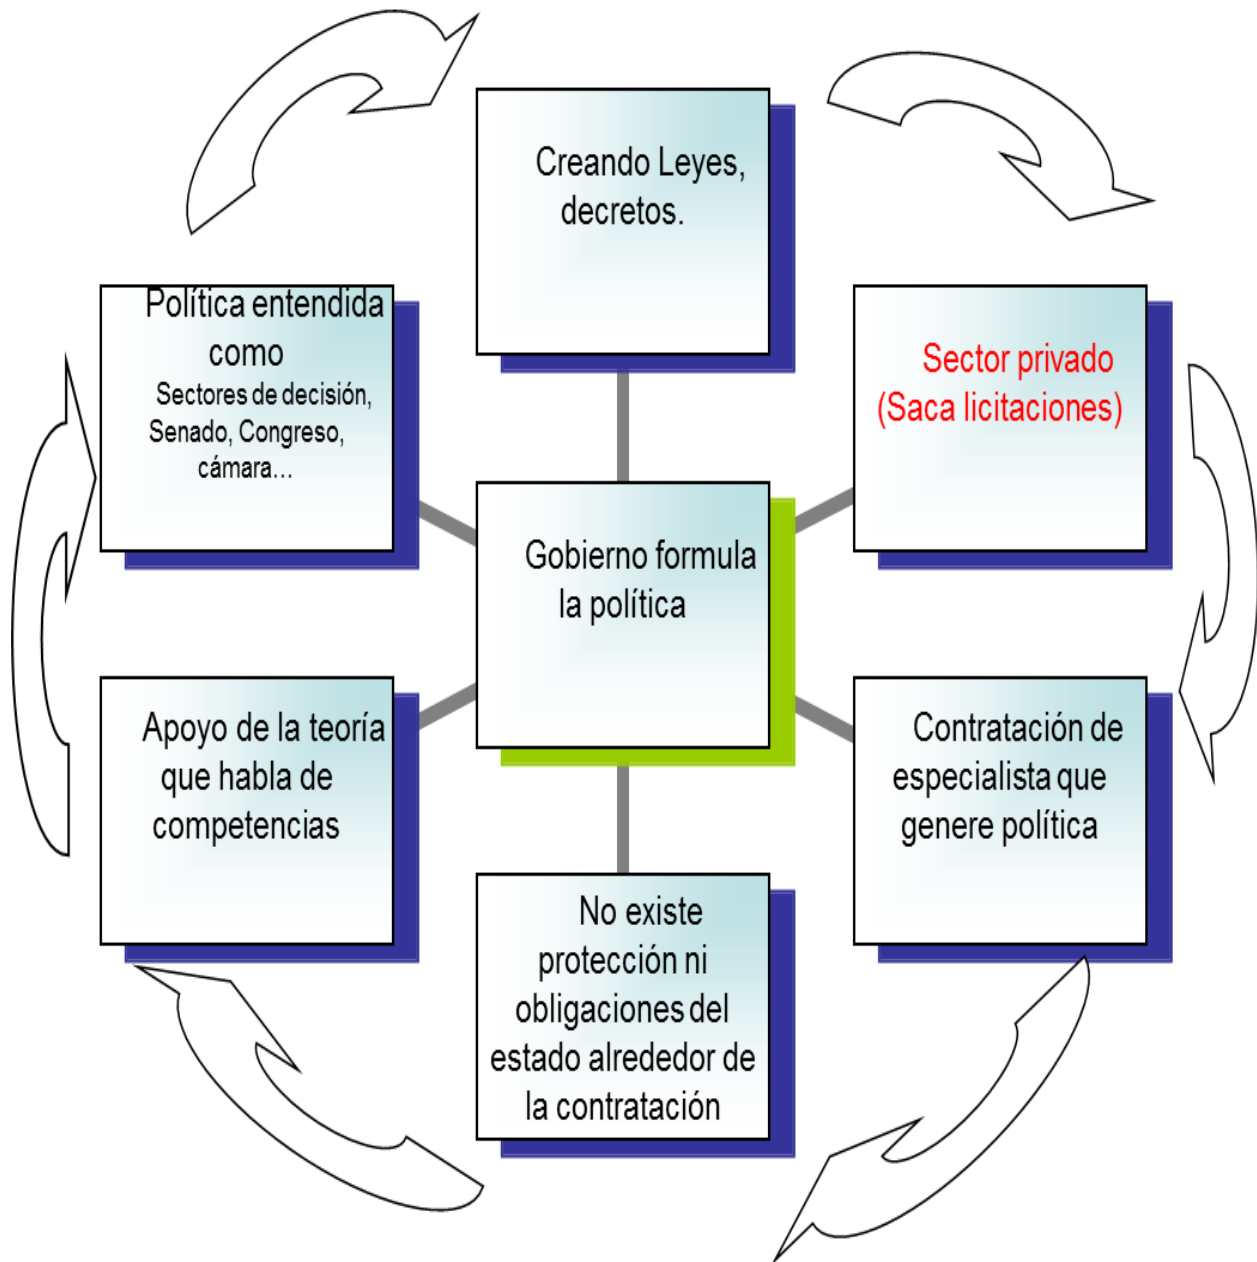 Creando Leyes,
decretos.
Política entendida
como
Sectores de decisión,
Senado, Congreso,
cámara...
Sector privado
(Saca licitaciones)
Gobierno formula
la política
Apoyo de la teoría
que habla de
competencias
Contratación de
especialista que
genere política
No existe
protección ni
obligaciones del
estado alrededor de
la contratación